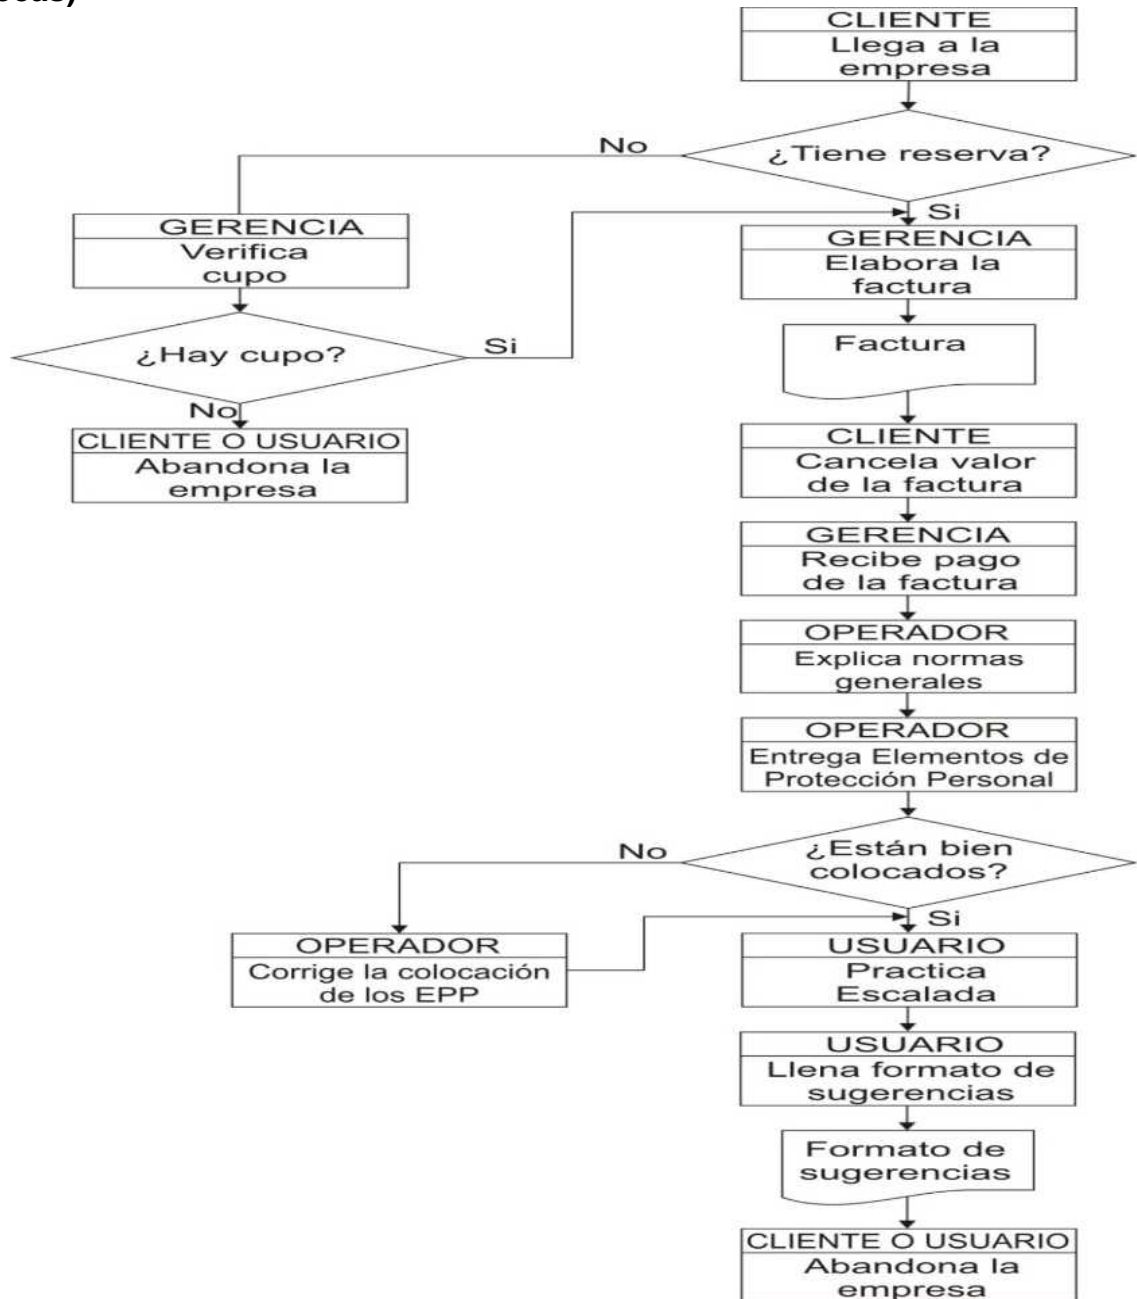 CLIENTE
Llega a la
empresa
No
¿Tiene reserva?
Si
GERENCIA
Verifica
cupo
GERENCIA
Elabora la
factura
¿Hay cupo?
Si
Factura
No
CLIENTE O USUARIO
Abandona la
empresa
CLIENTE
Cancela valor
de la factura
GERENCIA
Recibe pago
de la factura
OPERADOR
Explica normas
generales
OPERADOR
Entrega Elementos de
Protección Personal
No
¿Están bien
colocados?
Si
OPERADOR
Corrige la colocación
de los EPP
USUARIO
Practica
Escalada
USUARIO
Llena formato de
sugerencias
Formato de
sugerencias
CLIENTE O USUARIO
Abandona la
empresa